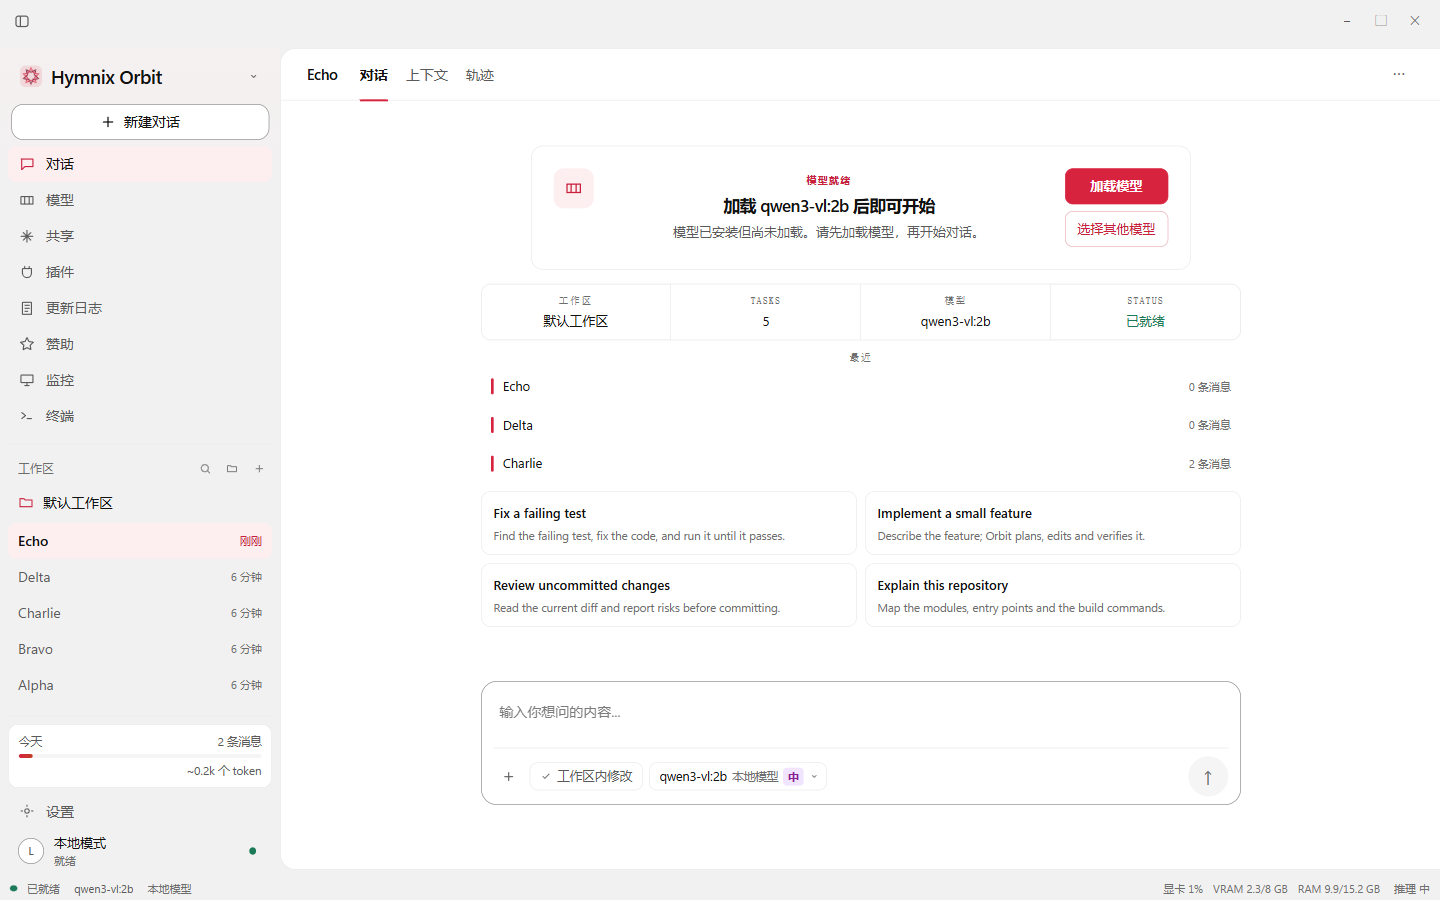 Hymnix Orbit
新建对话
对话
模型
共享
插件
更新日志
赞助
监控
终端
工作区
默认工作区
Echo 刚刚
Delta 6 分钟
Charlie 6 分钟
Bravo 6 分钟
Alpha 6 分钟
今天 2 条消息
~0.2k 个 token
设置
L 本地模式
就绪
Echo 对话 上下文 轨迹
模型就绪
加载 qwen3-vl:2b 后即可开始
模型已安装但尚未加载。请先加载模型，再开始对话。
加载模型
选择其他模型
工作区 TASKS 模型 STATUS
默认工作区 5 qwen3-vl:2b 已就绪
最近
Echo 0 条消息
Delta 0 条消息
Charlie 2 条消息
Fix a failing test
Find the failing test, fix the code, and run it until it passes.
Implement a small feature
Describe the feature; Orbit plans, edits and verifies it.
Review uncommitted changes
Read the current diff and report risks before committing.
Explain this repository
Map the modules, entry points and the build commands.
输入你想问的内容...
工作区内修改 qwen3-vl:2b 本地模型 中
已就绪 qwen3-vl:2b 本地模型 显卡 1% VRAM 2.3/8 GB RAM 9.9/15.2 GB 推理 中